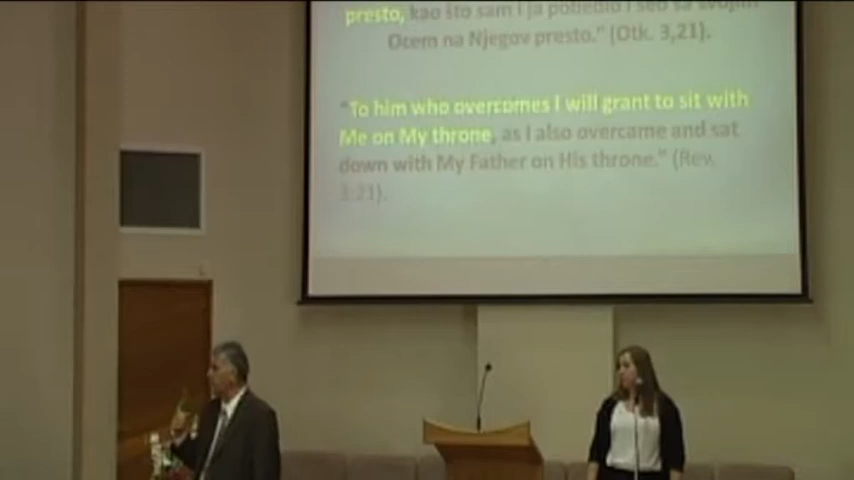 presto, kao što sam i ja pobedio i seo sa svojim
Ocem na Njegov presto." (Otk. 3,21).
"To him who overcomes I will grant to sit with
Me on My throne, as I also overcame and sat
down with My Father on His throne." (Rev.
3:21).